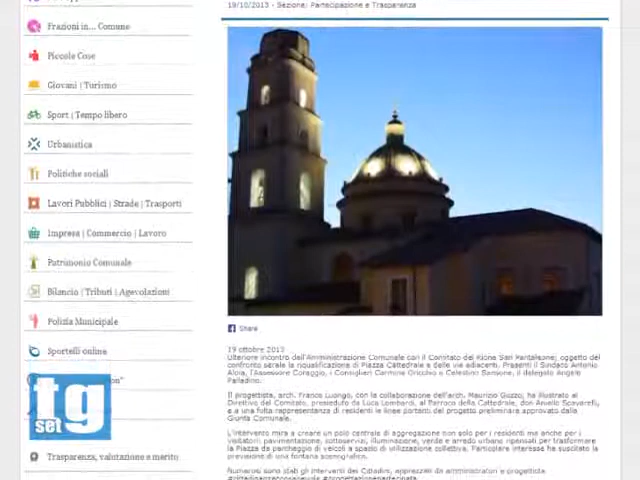 19/10/2013 - Sezione: Partecipazione e Trasparenza
Frazioni in... Comune
Piccole Cose
Giovani | Turismo
Sport | Tempo libero
Urbanistica
Politiche sociali
Lavori Pubblici | Strade | Trasporti
Impresa | Commercio | Lavoro
Patrimonio Comunale
Bilancio | Tributi | Agevolazioni
Polizia Municipale
Sportelli online
tg
set
Trasparenza, valutazione e merito
Share
19 ottobre 2013
Ulteriore incontro dell'Amministrazione Comunale con il Comitato del Rione San Pantaleone; oggetto del
confronto serale la riqualificazione di Piazza Cattedrale e delle vie adiacenti. Presenti il Sindaco Antonio
Aloia, l'Assessore Coraggio, i Consiglieri Carmine Oricchio e Celestino Sansone, il delegato Angelo
Palladino.
Il progettista, arch. Franco Luongo, con la collaborazione dell'arch. Maurizio Guzzo, ha illustrato al
Direttivo del Comitato, presieduto da Luca Lombardi, al Parroco della Cattedrale, don Aniello Scavarelli,
e a una folta rappresentanza di residenti le linee portanti del progetto preliminare approvato dalla
Giunta Comunale.
L'intervento mira a creare un polo centrale di aggregazione non solo per i residenti ma anche per i
visitatori: pavimentazione, sottoservizi, illuminazione, verde e arredo urbano ripensati per trasformare
la Piazza da parcheggio di veicoli a spazio di utilizzazione collettiva. Particolare interesse ha suscitato la
previsione di una fontana scenografica.
Numerosi sono stati gli interventi dei Cittadini, apprezzati da amministratori e progettista.